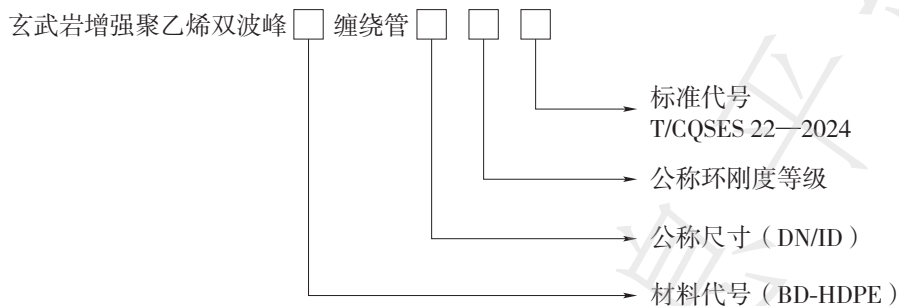 玄武岩增强聚乙烯双波峰□ 缠绕管□ □ □
标准代号
T/CQSES 22—2024
公称环刚度等级
公称尺寸（DN/ID）
材料代号（BD-HDPE）